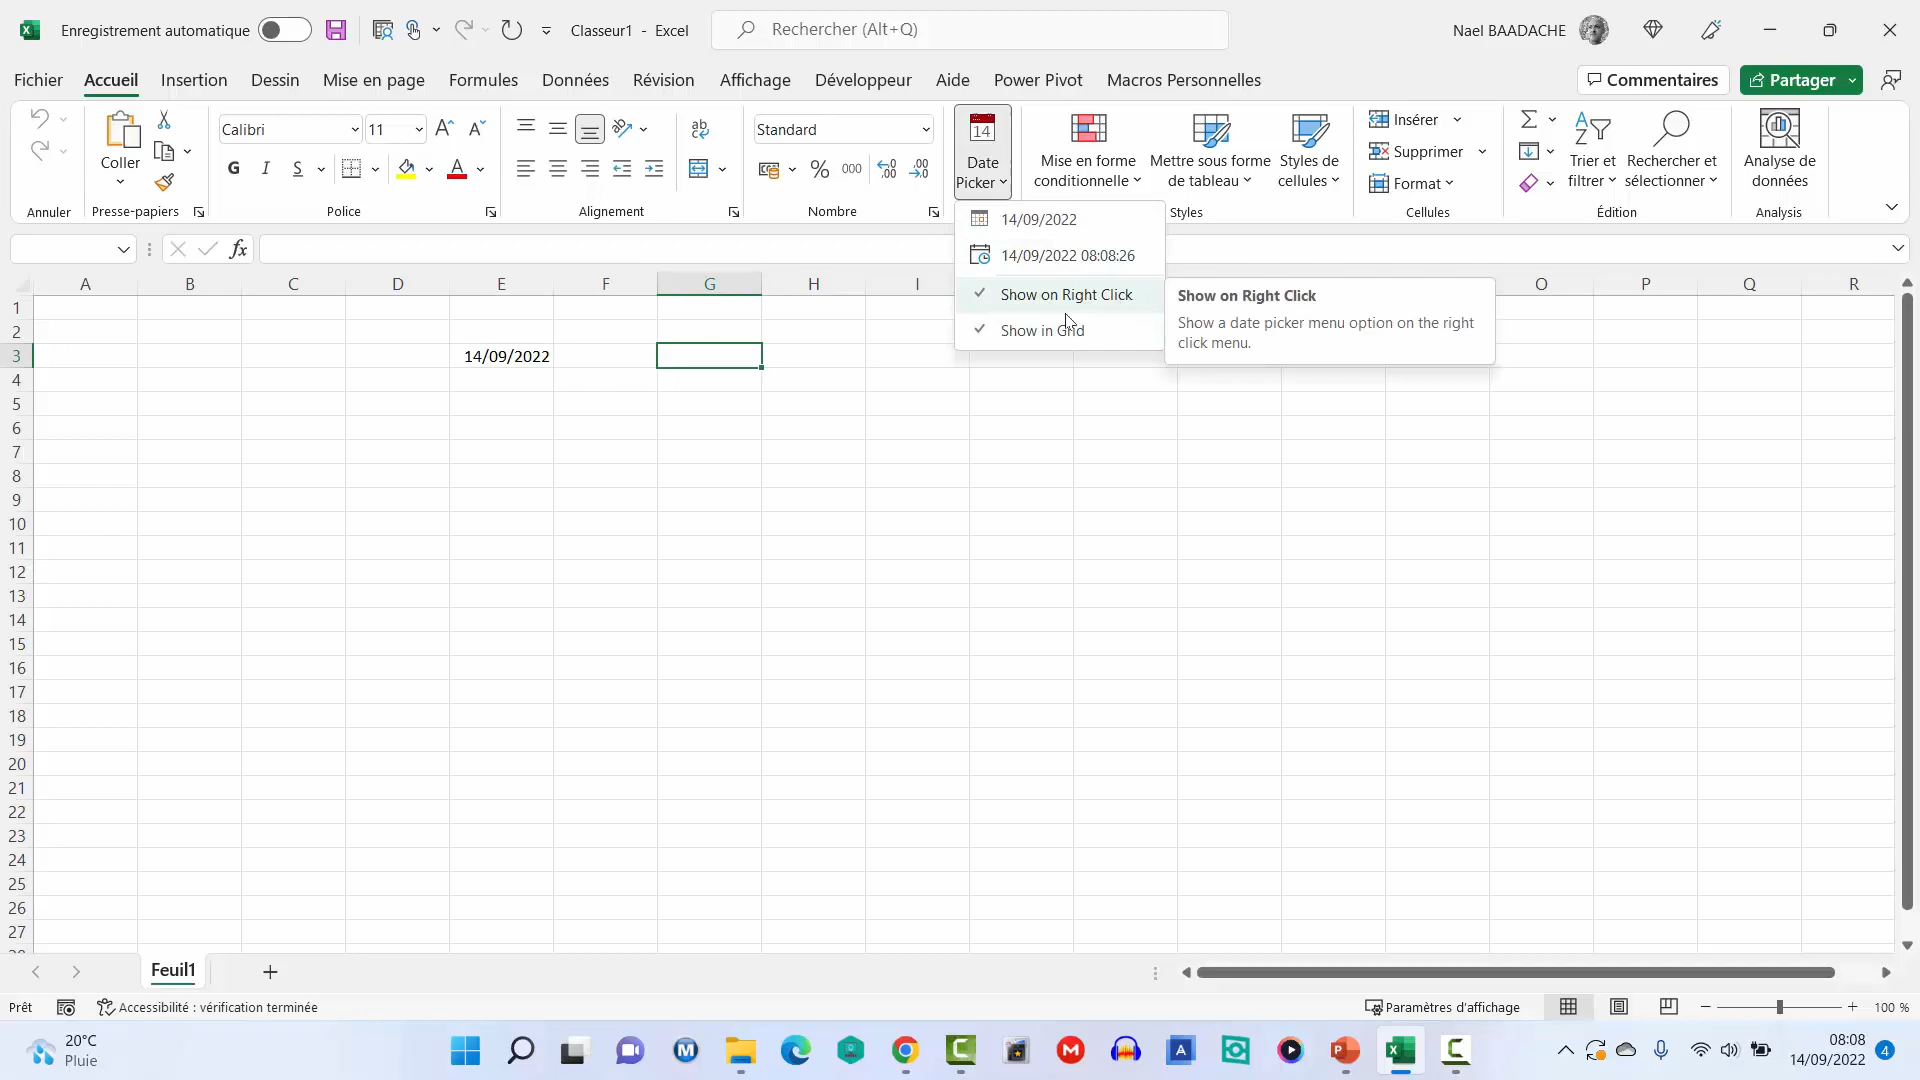 Enregistrement automatique
Classeur1 - Excel
Rechercher (Alt+Q)
Nael BAADACHE
Fichier
Accueil
Insertion
Dessin
Mise en page
Formules
Données
Révision
Affichage
Développeur
Aide
Power Pivot
Macros Personnelles
Commentaires
Partager
Coller
Calibri
11
G I S
Standard
% 000
Date
Picker
14
Mise en forme
conditionnelle
Mettre sous forme
de tableau
Styles de
cellules
Insérer
Supprimer
Format
Trier et
filtrer
Rechercher et
sélectionner
Analyse de
données
Annuler
Presse-papiers
Police
Alignement
Nombre
Styles
Cellules
Édition
Analysis
fx
14/09/2022
14/09/2022 08:08:26
Show on Right Click
Show in Grid
Show on Right Click
Show a date picker menu option on the right
click menu.
A B C D E F G H I O P Q R
1
2
3 14/09/2022
4
5
6
7
8
9
10
11
12
13
14
15
16
17
18
19
20
21
22
23
24
25
26
27
Feuil1
Prêt
Accessibilité : vérification terminée
Paramètres d'affichage
100 %
20°C
Pluie
08:08
14/09/2022
4